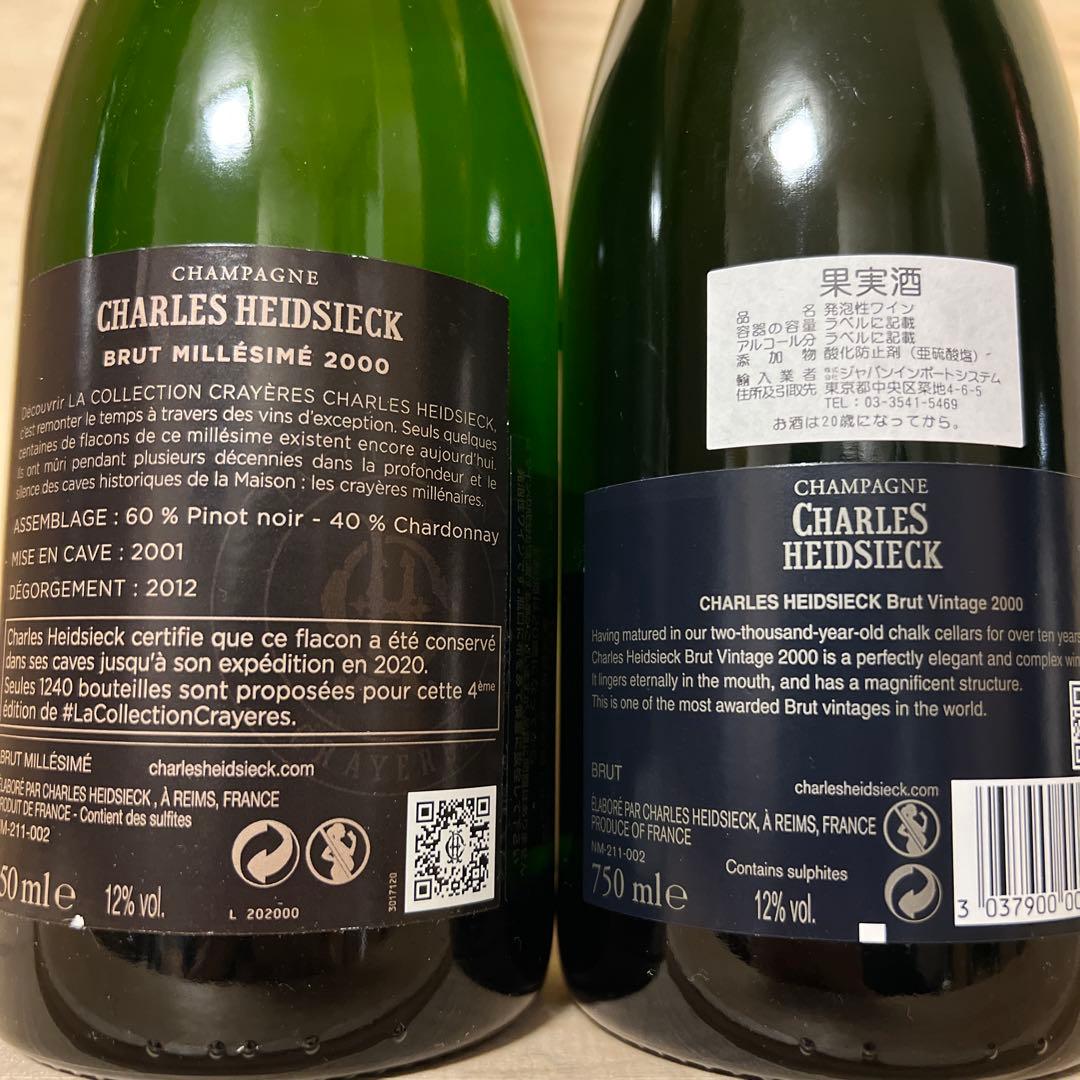 CHAMPAGNE
CHARLES HEIDSIECK
BRUT MILLÉSIMÉ 2000
Découvrir LA COLLECTION CRAYÈRES CHARLES HEIDSIECK,
c'est remonter le temps à travers des vins d'exception. Seuls quelques
centaines de flacons de ce millésime existent encore aujourd'hui.
Ils ont mûri pendant plusieurs décennies dans la profondeur et le
silence des caves historiques de la Maison : les crayères millénaires.
ASSEMBLAGE : 60 % Pinot noir - 40 % Chardonnay
MISE EN CAVE : 2001
DÉGORGEMENT : 2012
Charles Heidsieck certifie que ce flacon a été conservé
dans ses caves jusqu'à son expédition en 2020.
Seules 1240 bouteilles sont proposées pour cette 4ème
édition de #LaCollectionCrayeres.
BRUT MILLÉSIMÉ charlesheidsieck.com
ÉLABORÉ PAR CHARLES HEIDSIECK, À REIMS, FRANCE
PRODUIT DE FRANCE - Contient des sulfites
NM-211-002
50 ml e 12% vol.
L 202000
3017120
果実酒
品名 発泡性ワイン
容器の容量 ラベルに記載
アルコール分 ラベルに記載
添加物 酸化防止剤（亜硫酸塩）
輸入業者 株式会社ジャパンインポートシステム
住所及引取先 東京都中央区築地4-6-5
TEL：03-3541-5469
お酒は20歳になってから。
CHAMPAGNE
CHARLES
HEIDSIECK
CHARLES HEIDSIECK Brut Vintage 2000
Having matured in our two-thousand-year-old chalk cellars for over ten years
Charles Heidsieck Brut Vintage 2000 is a perfectly elegant and complex win
It lingers eternally in the mouth, and has a magnificent structure.
This is one of the most awarded Brut vintages in the world.
BRUT
charlesheidsieck.com
ÉLABORÉ PAR CHARLES HEIDSIECK, À REIMS, FRANCE
PRODUCE OF FRANCE
NM-211-002
Contains sulphites
750 ml e 12% vol.
3 037900 00